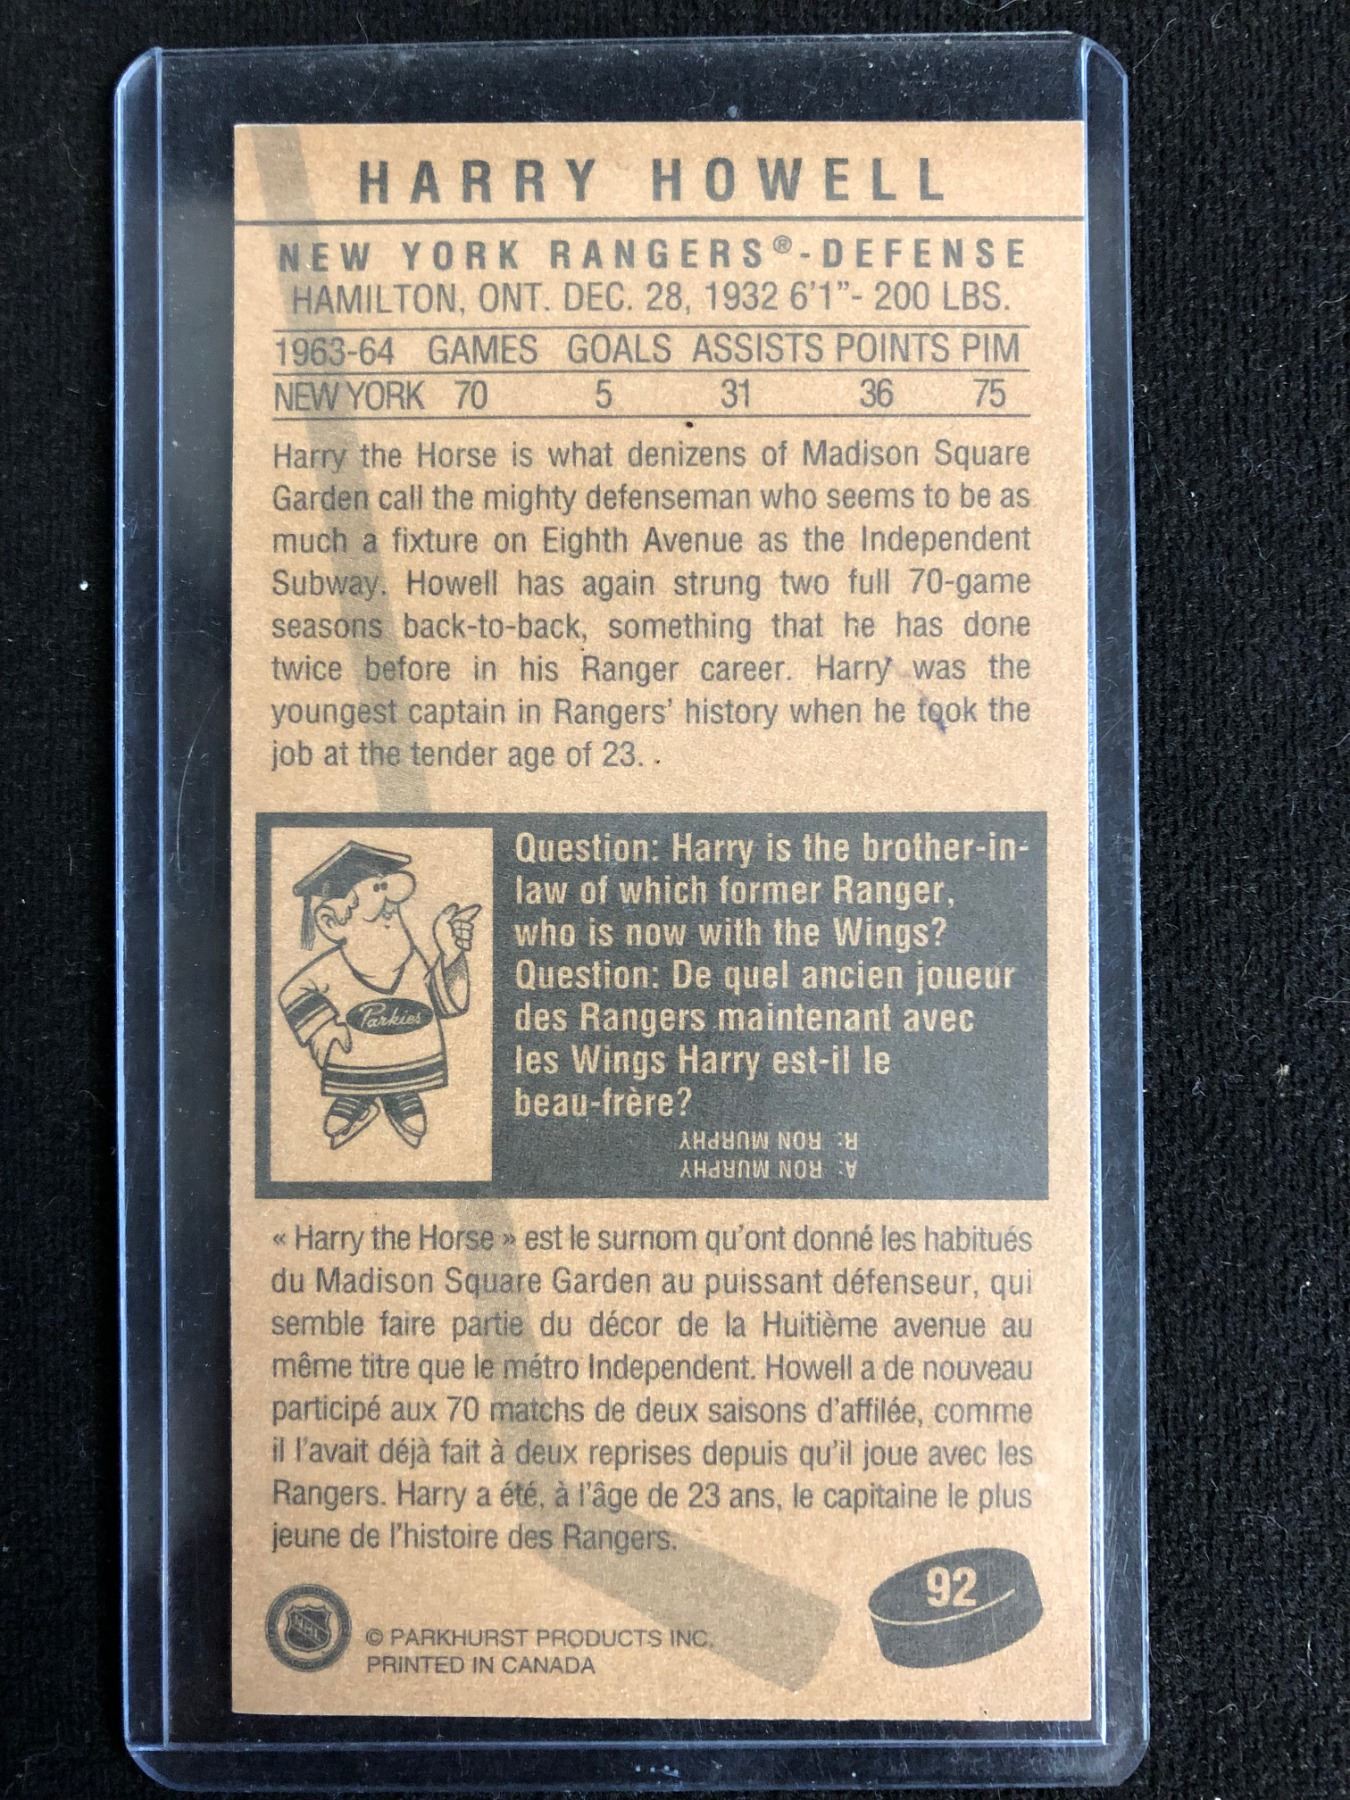 HARRY HOWELL
NEW YORK RANGERS®-DEFENSE
HAMILTON, ONT. DEC. 28, 1932 6'1"- 200 LBS.
1963-64 GAMES GOALS ASSISTS POINTS PIM
NEW YORK 70 5 31 36 75
Harry the Horse is what denizens of Madison Square
Garden call the mighty defenseman who seems to be as
much a fixture on Eighth Avenue as the Independent
Subway. Howell has again strung two full 70-game
seasons back-to-back, something that he has done
twice before in his Ranger career. Harry was the
youngest captain in Rangers' history when he took the
job at the tender age of 23.
Parkies
Question: Harry is the brother-in-
law of which former Ranger,
who is now with the Wings?
Question: De quel ancien joueur
des Rangers maintenant avec
les Wings Harry est-il le
beau-frère?
R: RON MURPHY
A: RON MURPHY
« Harry the Horse » est le surnom qu'ont donné les habitués
du Madison Square Garden au puissant défenseur, qui
semble faire partie du décor de la Huitième avenue au
même titre que le métro Independent. Howell a de nouveau
participé aux 70 matchs de deux saisons d'affilée, comme
il l'avait déjà fait à deux reprises depuis qu'il joue avec les
Rangers. Harry a été, à l'âge de 23 ans, le capitaine le plus
jeune de l'histoire des Rangers.
92
NHL
© PARKHURST PRODUCTS INC.
PRINTED IN CANADA